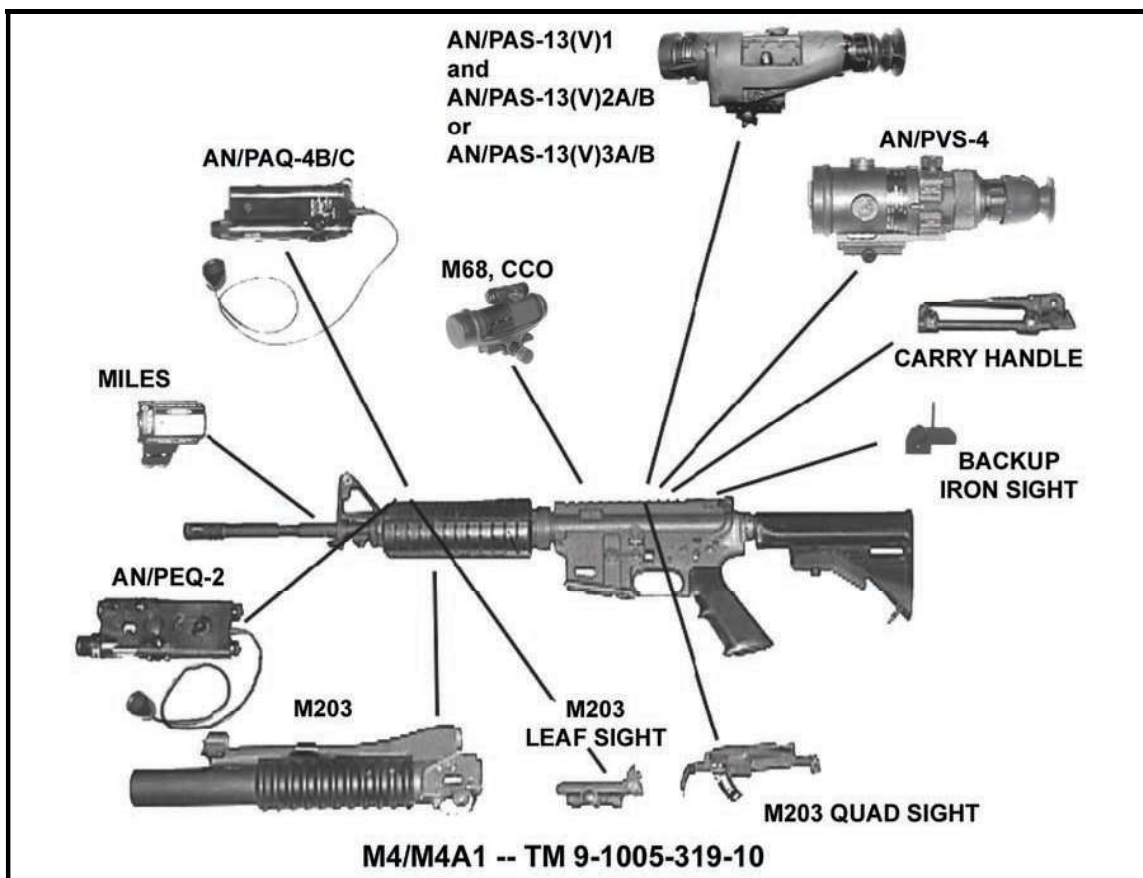 AN/PAS-13(V)1
and
AN/PAS-13(V)2A/B
or
AN/PAS-13(V)3A/B
AN/PAQ-4B/C
AN/PVS-4
M68, CCO
CARRY HANDLE
MILES
BACKUP
IRON SIGHT
AN/PEQ-2
M203
M203
LEAF SIGHT
M203 QUAD SIGHT
M4/M4A1 -- TM 9-1005-319-10